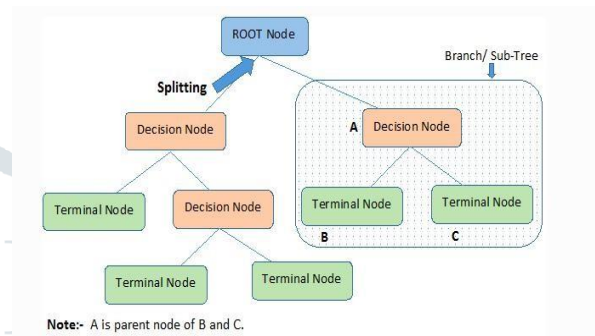 ROOT Node
Branch/ Sub-Tree
Splitting
Decision Node
A
Decision Node
Terminal Node
Decision Node
Terminal Node
Terminal Node
B
C
Terminal Node
Terminal Node
Note:- A is parent node of B and C.